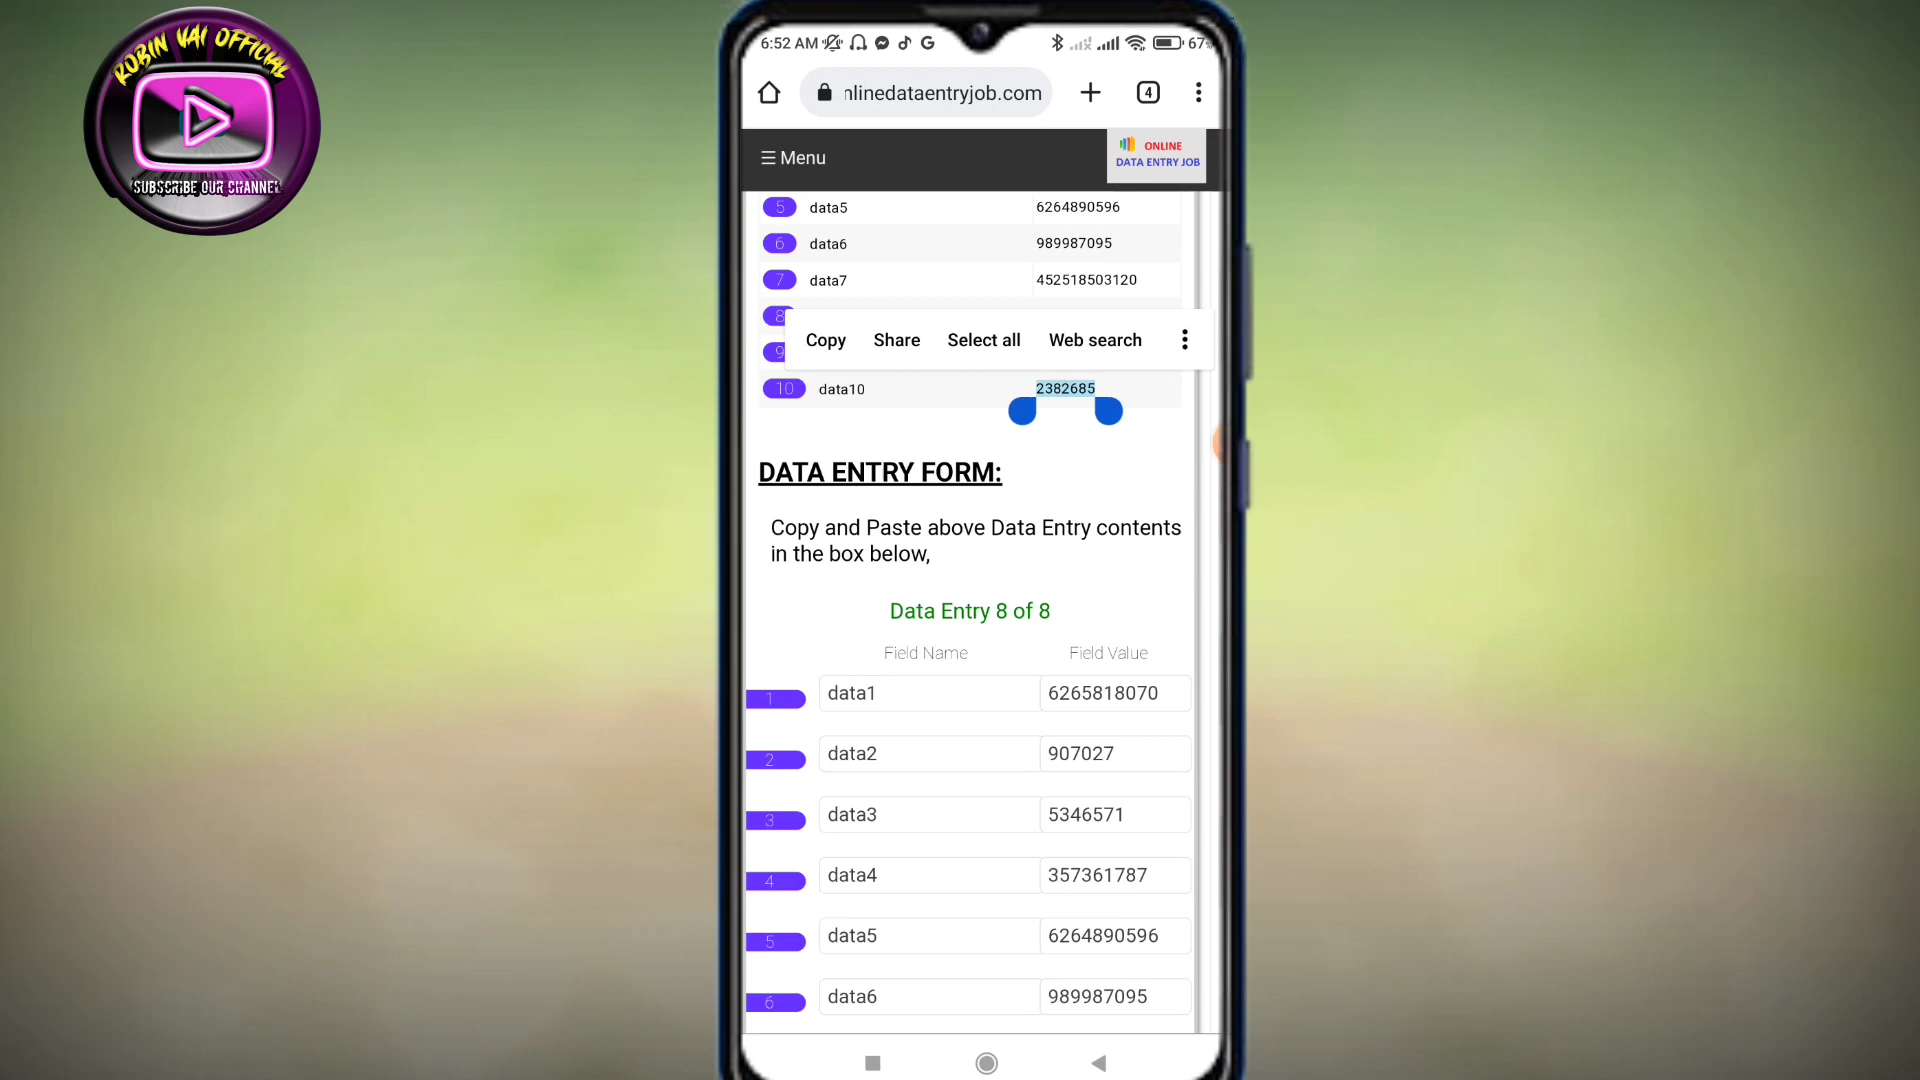 ROBIN VAI OFFICIAL
SUBSCRIBE OUR CHANNEL
6:52 AM
67%
nlinedataentryjob.com
4
Menu
ONLINE
DATA ENTRY JOB
5 data5 6264890596
6 data6 989987095
7 data7 452518503120
8
Copy Share Select all Web search
9
10 data10 2382685
DATA ENTRY FORM:
Copy and Paste above Data Entry contents
in the box below,
Data Entry 8 of 8
Field Name Field Value
1 data1 6265818070
2 data2 907027
3 data3 5346571
4 data4 357361787
5 data5 6264890596
6 data6 989987095